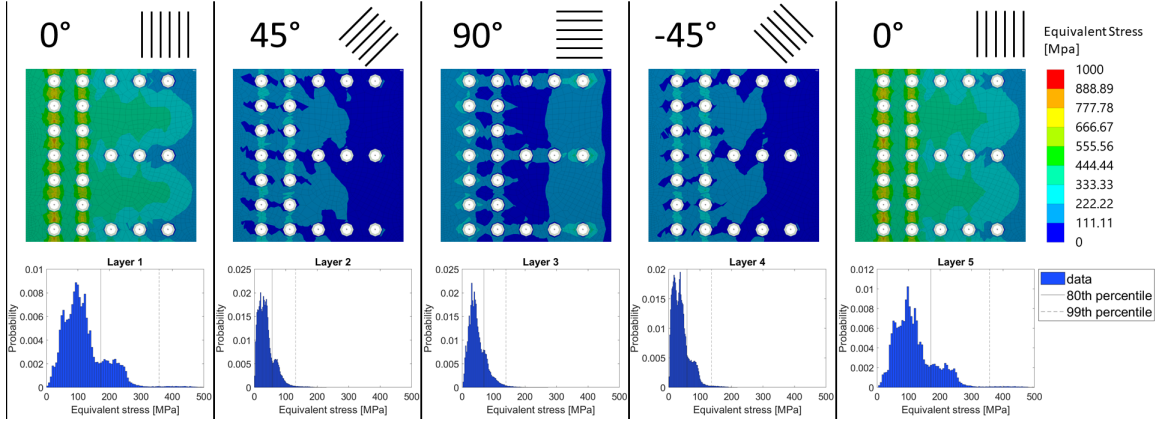 0°
45°
90°
-45°
0°
Equivalent Stress
[Mpa]
1000
888.89
777.78
666.67
555.56
444.44
333.33
222.22
111.11
0
Layer 1
0.01
0.008
0.006
0.004
0.002
0
Probability
0 100 200 300 400 500
Equivalent stress [MPa]
Layer 2
0.025
0.02
0.015
0.01
0.005
0
Probability
0 100 200 300 400 500
Equivalent stress [MPa]
Layer 3
0.025
0.02
0.015
0.01
0.005
0
Probability
0 100 200 300 400 500
Equivalent stress [MPa]
Layer 4
0.02
0.015
0.01
0.005
0
Probability
0 100 200 300 400 500
Equivalent stress [MPa]
Layer 5
0.012
0.01
0.008
0.006
0.004
0.002
0
Probability
0 100 200 300 400 500
Equivalent stress [MPa]
data
80th percentile
99th percentile